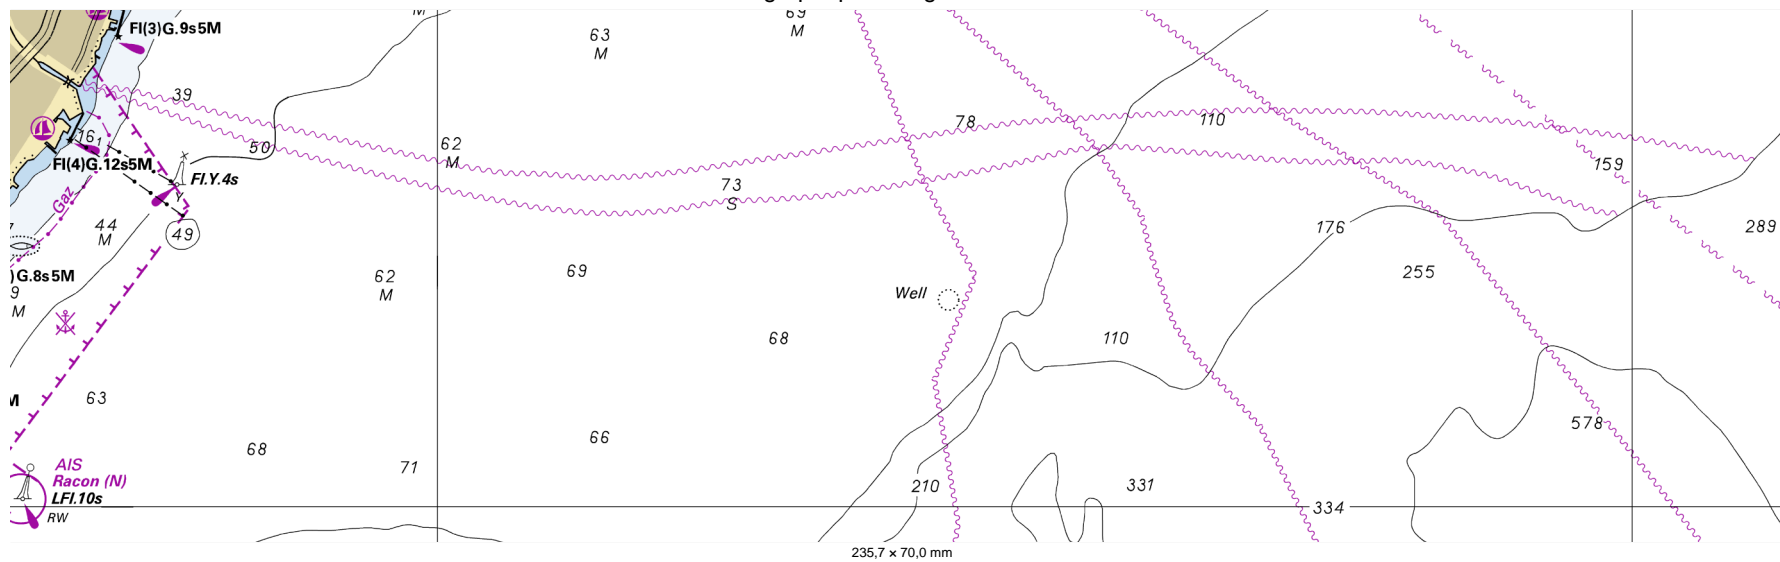 M
69
M
Fl(3)G.9s5M
63
M
39
78
110
16₁
62
M
50
Fl(4)G.12s5M
159
Fl.Y.4s
73
S
Gaz
44
M
49
176
289
)G.8s5M
69
255
62
M
9
M
Well
68
110
63
M
578
66
68
71
AIS
Racon (N)
LFl.10s
RW
210
331
334
235,7 × 70,0 mm